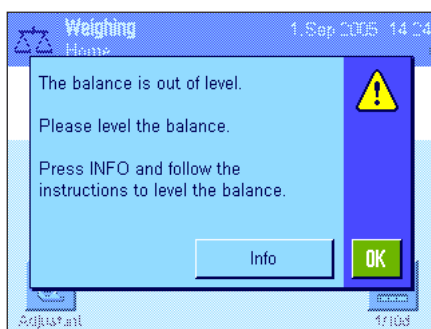 Weighing
1.Sep 2005 14:24
Home
The balance is out of level.
Please level the balance.
Press INFO and follow the
instructions to level the balance.
Info
OK
Adjust.int
1/10d